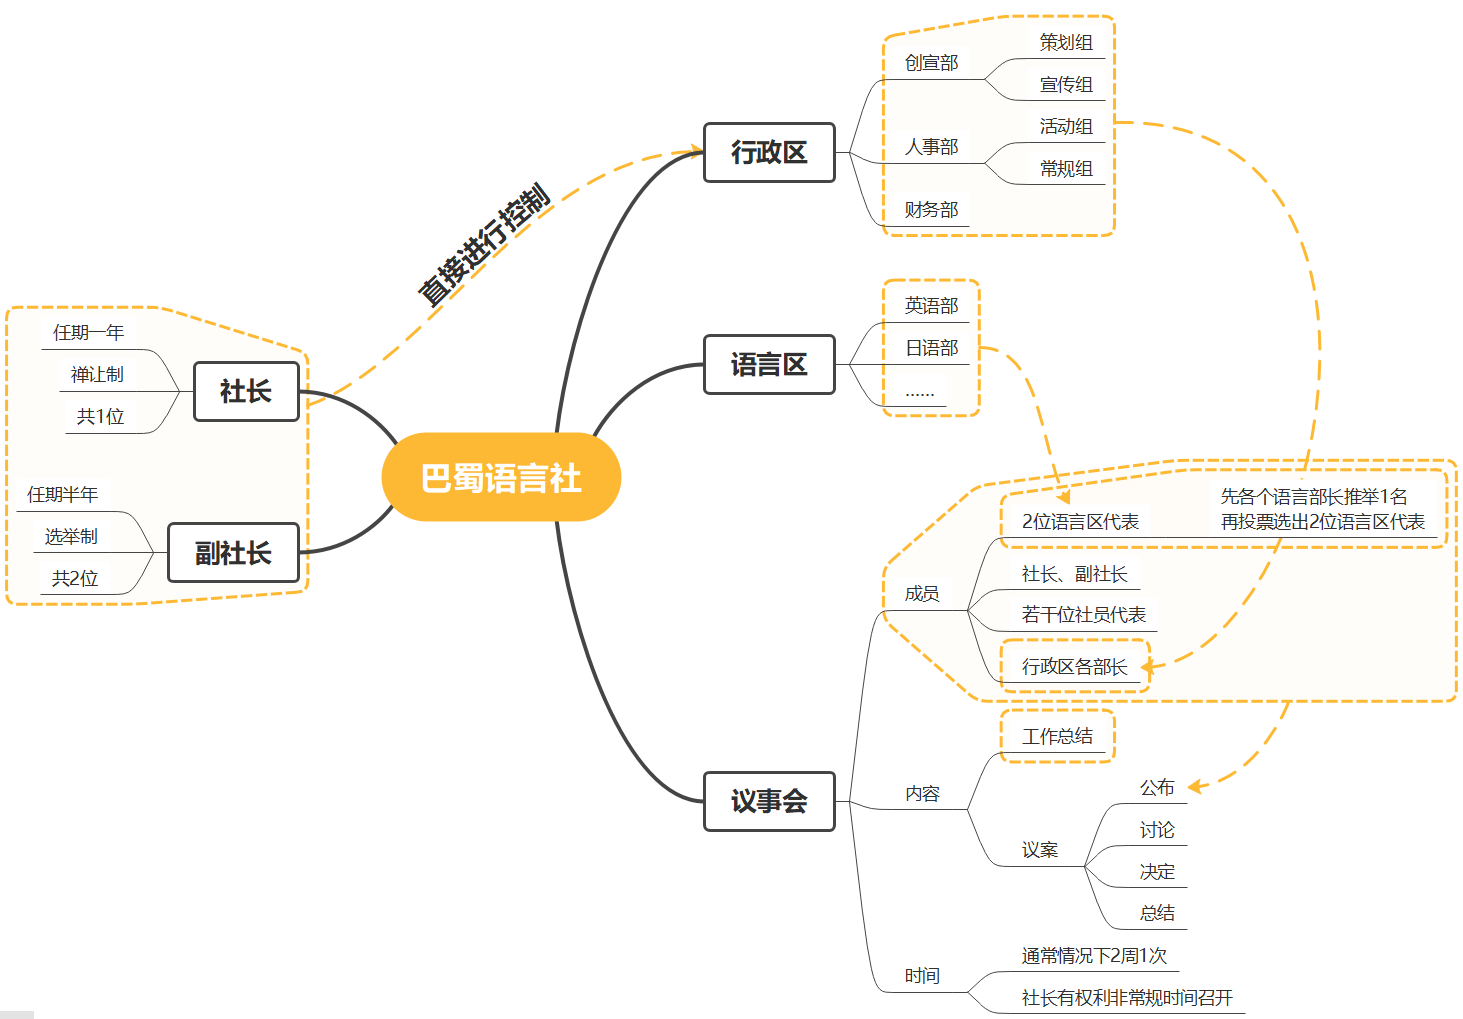 巴蜀语言社
社长
任期一年
禅让制
共1位
副社长
任期半年
选举制
共2位
直接进行控制
行政区
创宣部
策划组
宣传组
人事部
活动组
常规组
财务部
语言区
英语部
日语部
......
议事会
成员
2位语言区代表
先各个语言部长推举1名
再投票选出2位语言区代表
社长、副社长
若干位社员代表
行政区各部长
内容
工作总结
议案
公布
讨论
决定
总结
时间
通常情况下2周1次
社长有权利非常规时间召开